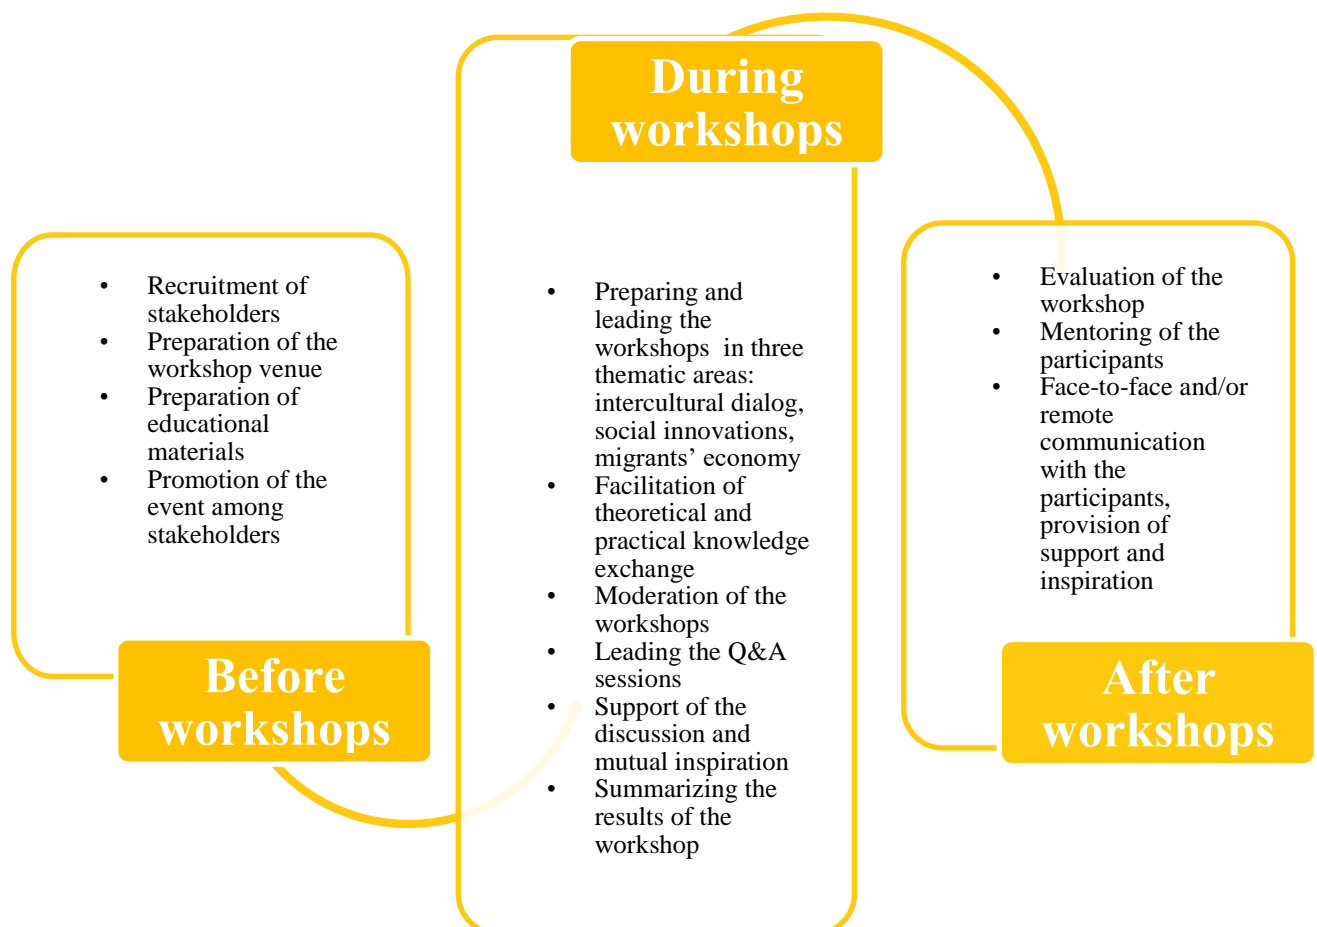 • Recruitment of
stakeholders
• Preparation of the
workshop venue
• Preparation of
educational
materials
• Promotion of the
event among
stakeholders
Before
workshops
During
workshops
• Preparing and
leading the
workshops  in three
thematic areas:
intercultural dialog,
social innovations,
migrants’ economy
• Facilitation of
theoretical and
practical knowledge
exchange
• Moderation of the
workshops
• Leading the Q&A
sessions
• Support of the
discussion and
mutual inspiration
• Summarizing the
results of the
workshop
• Evaluation of the
workshop
• Mentoring of the
participants
• Face-to-face and/or
remote
communication
with the
participants,
provision of
support and
inspiration
After
workshops